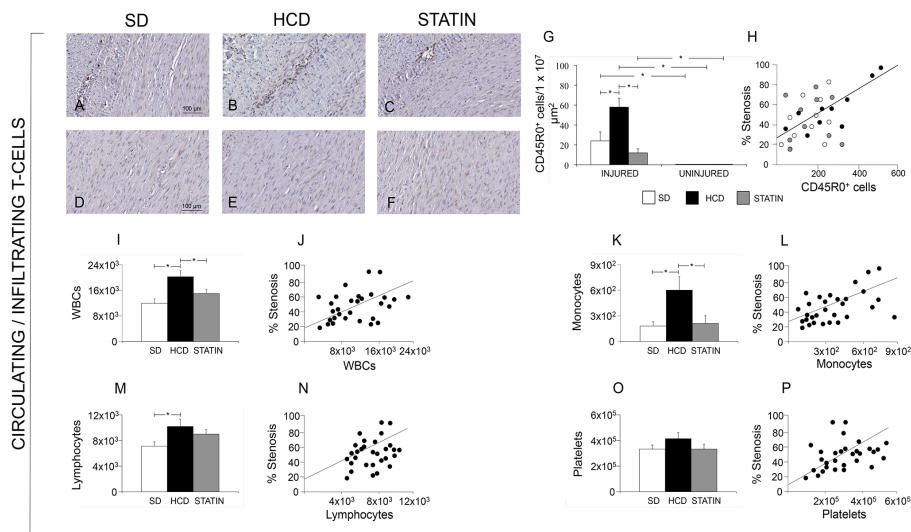 SD HCD STATIN
CIRCULATING / INFILTRATING T-CELLS
A
100 μm
B
C
D
100 μm
E
F
G
CD45R0⁺ cells/1 x 10⁷
μm²
100
80
60
40
20
0
* * * * *
INJURED UNINJURED
SD HCD STATIN
H
% Stenosis
100
80
60
40
20
0
200 400 600
CD45R0⁺ cells
I
WBCs
24x10³
16x10³
8x10³
0
* *
SD HCD STATIN
J
% Stenosis
100
80
60
40
20
0
8x10³ 16x10³ 24x10³
WBCs
K
Monocytes
9x10²
6x10²
3x10²
0
* *
SD HCD STATIN
L
% Stenosis
100
80
60
40
20
0
3x10² 6x10² 9x10²
Monocytes
M
Lymphocytes
12x10³
8x10³
4x10³
0
*
SD HCD STATIN
N
% Stenosis
100
80
60
40
20
0
4x10³ 8x10³ 12x10³
Lymphocytes
O
Platelets
6x10⁵
4x10⁵
2x10⁵
0
SD HCD STATIN
P
% Stenosis
100
80
60
40
20
0
2x10⁵ 4x10⁵ 6x10⁵
Platelets